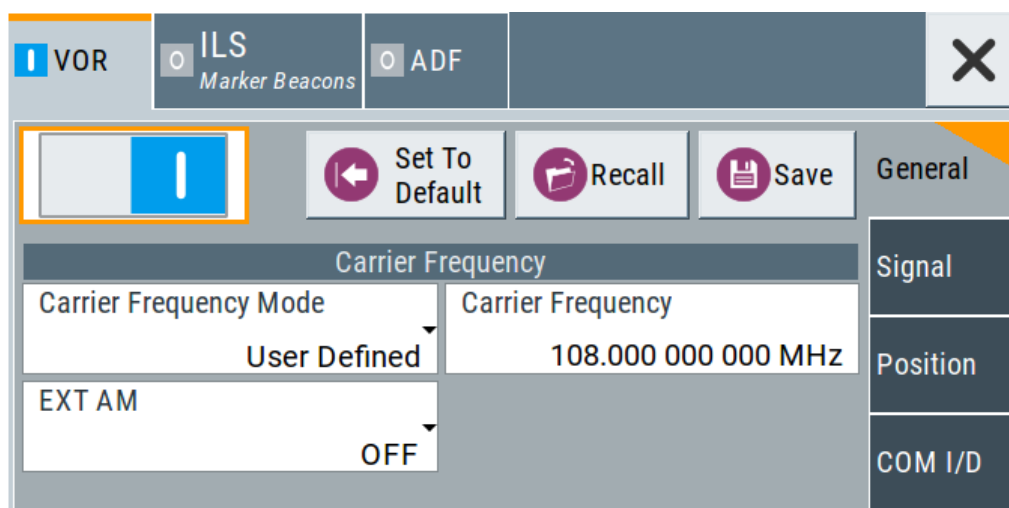 VOR
ILS
Marker Beacons
ADF
Set To
Default
Recall
Save
General
Carrier Frequency
Carrier Frequency Mode
User Defined
Carrier Frequency
108.000 000 000 MHz
EXT AM
OFF
Signal
Position
COM I/D